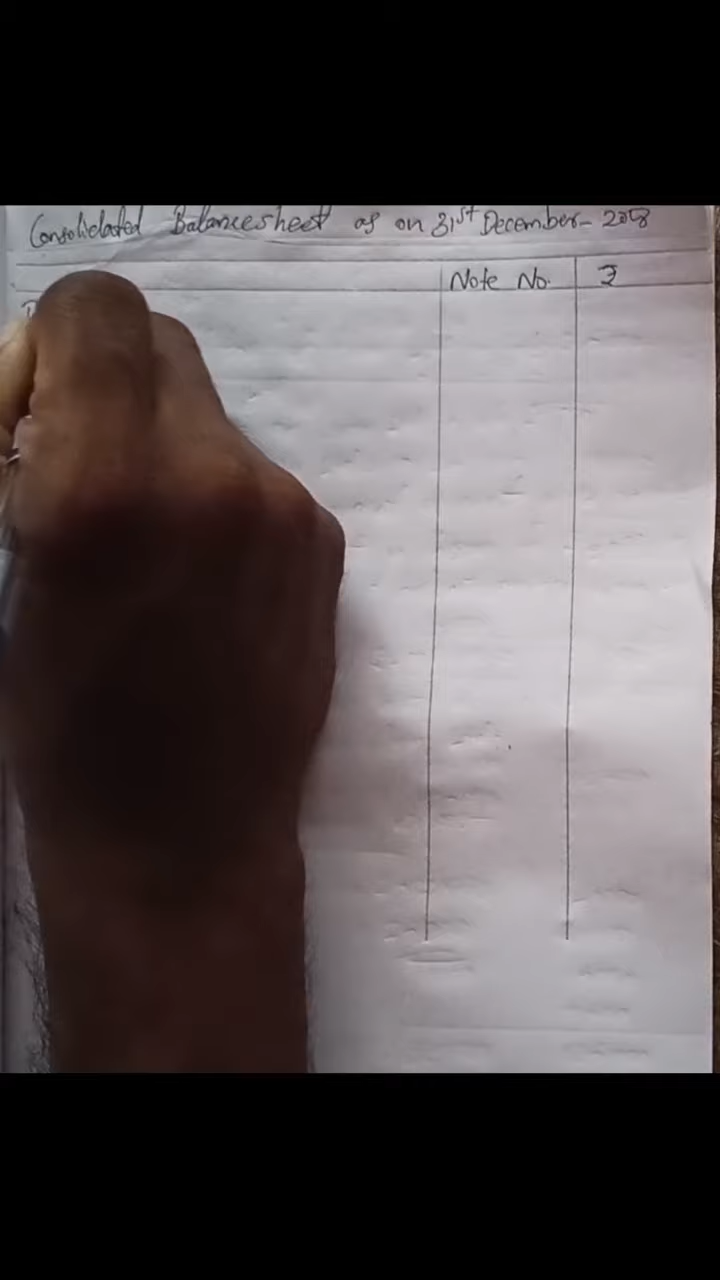 Consolidated Balancesheet as on 31st December- 2018
Note No. ₹